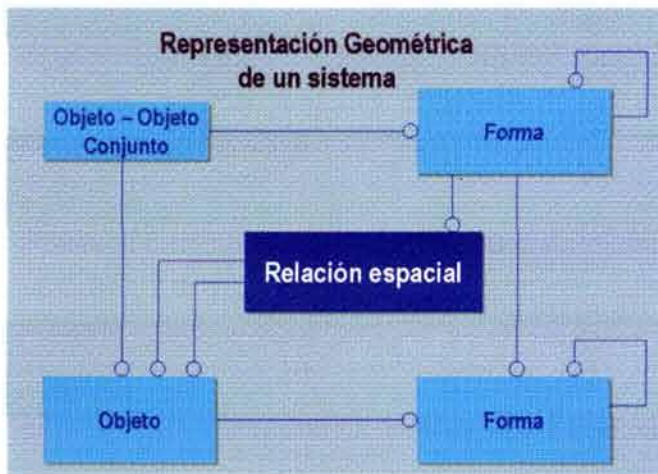 Representación Geométrica
de un sistema
Objeto – Objeto
Conjunto
Forma
Relación espacial
Objeto
Forma